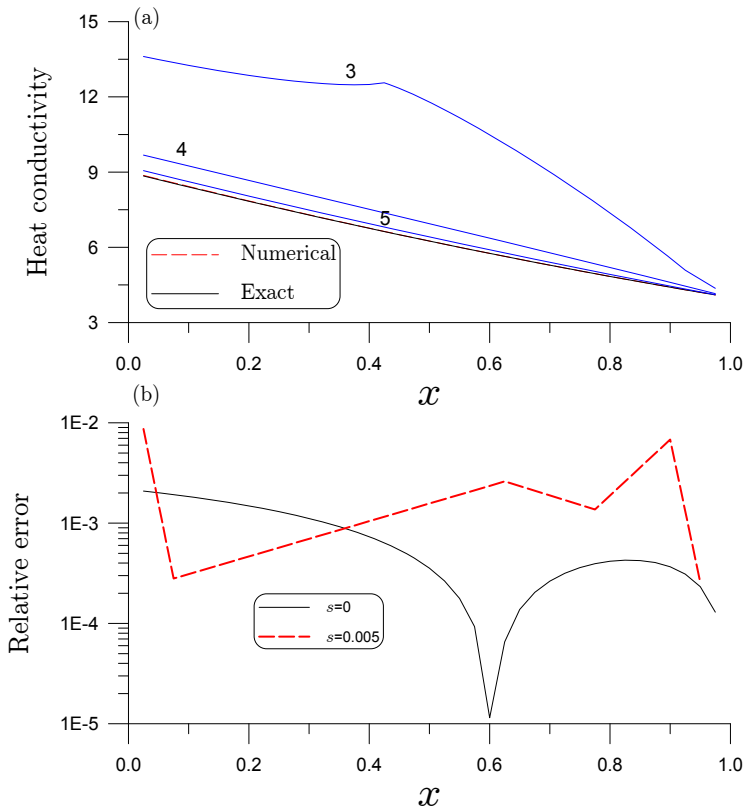 (a)
15
12
9
6
3
Heat conductivity
3
4
5
Numerical
Exact
0.0 0.2 0.4 0.6 0.8 1.0
x
(b)
1E-2
1E-3
1E-4
1E-5
Relative error
s=0
s=0.005
0.0 0.2 0.4 0.6 0.8 1.0
x